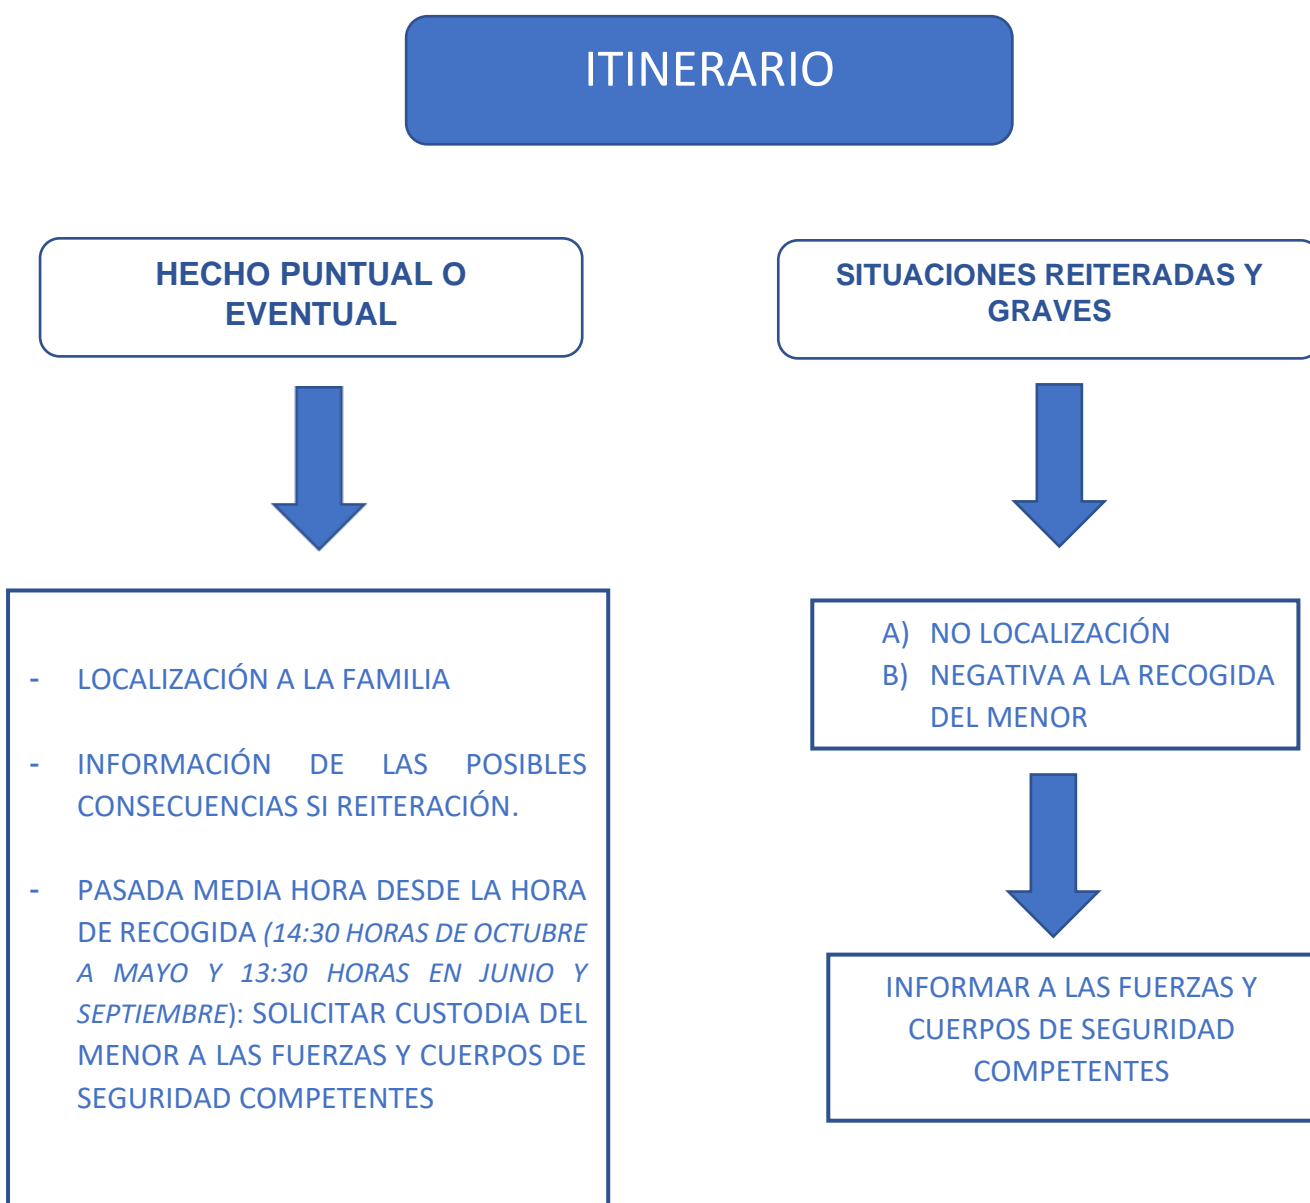 ITINERARIO
HECHO PUNTUAL O
EVENTUAL
- LOCALIZACIÓN A LA FAMILIA
- INFORMACIÓN DE LAS POSIBLES
CONSECUENCIAS SI REITERACIÓN.
- PASADA MEDIA HORA DESDE LA HORA
DE RECOGIDA (14:30 HORAS DE OCTUBRE
A MAYO Y 13:30 HORAS EN JUNIO Y
SEPTIEMBRE): SOLICITAR CUSTODIA DEL
MENOR A LAS FUERZAS Y CUERPOS DE
SEGURIDAD COMPETENTES
SITUACIONES REITERADAS Y
GRAVES
A) NO LOCALIZACIÓN
B) NEGATIVA A LA RECOGIDA
DEL MENOR
INFORMAR A LAS FUERZAS Y
CUERPOS DE SEGURIDAD
COMPETENTES